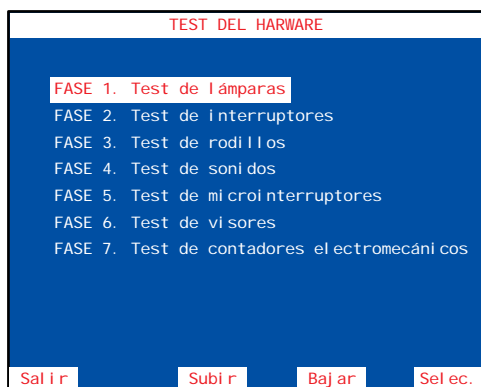 TEST DEL HARWARE
FASE 1. Test de lámparas
FASE 2. Test de interruptores
FASE 3. Test de rodillos
FASE 4. Test de sonidos
FASE 5. Test de microinterruptores
FASE 6. Test de visores
FASE 7. Test de contadores electromecánicos
Salir Subir Bajar Selec.